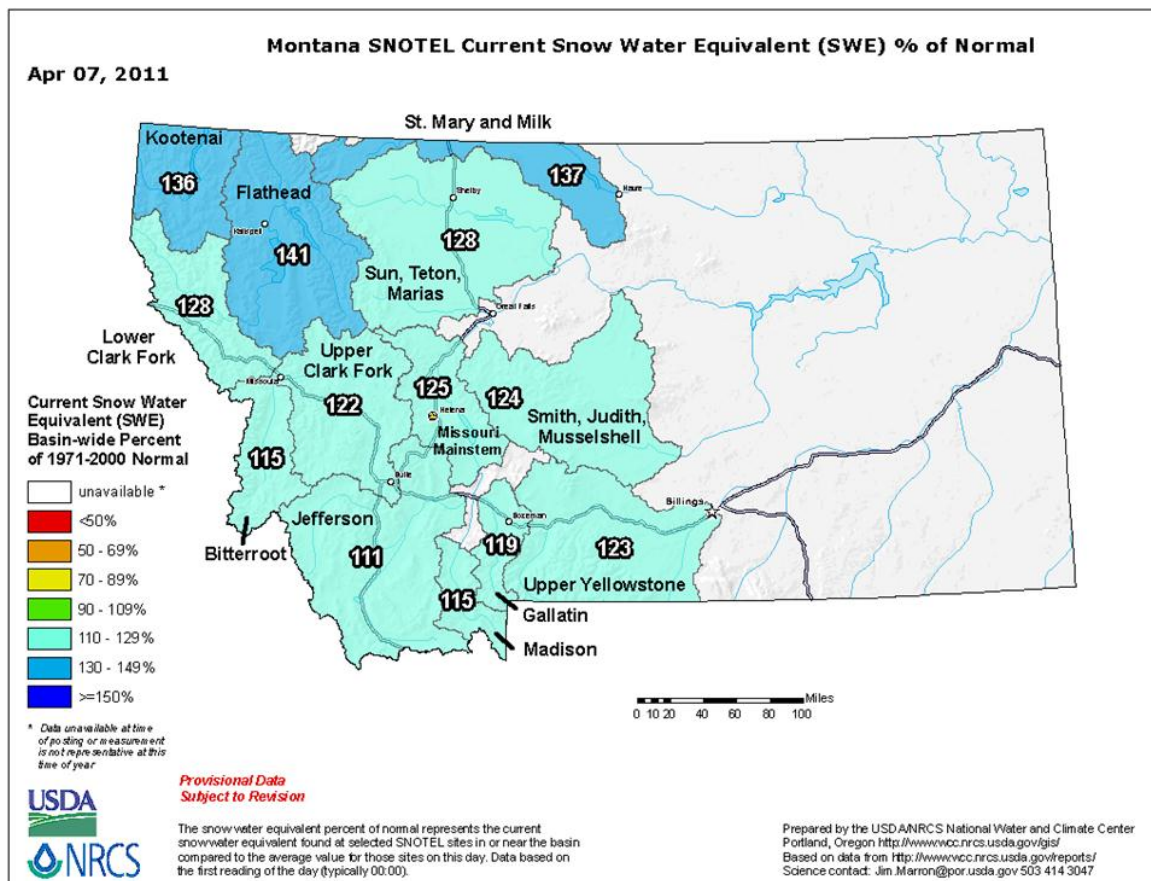 Montana SNOTEL Current Snow Water Equivalent (SWE) % of Normal
Apr 07, 2011
St. Mary and Milk
Kootenai
136
Flathead
137
Havre
Shelby
Kalispell
141
128
Sun, Teton,
Marias
128
Great Falls
Lower
Clark Fork
Upper
Clark Fork
Missoula
122
125
Helena
Missouri
Mainstem
124
Smith, Judith,
Musselshell
115
Butte
Billings
Jefferson
Bozeman
Bitterroot
111
119
123
Upper Yellowstone
115
Gallatin
Madison
Current Snow Water
Equivalent (SWE)
Basin-wide Percent
of 1971-2000 Normal
unavailable *
<50%
50 - 69%
70 - 89%
90 - 109%
110 - 129%
130 - 149%
>=150%
* Data unavailable at time
of posting or measurement
is not representative at this
time of year
Miles
0 10 20 40 60 80 100
Provisional Data
Subject to Revision
USDA
NRCS
The snow water equivalent percent of normal represents the current
snow water equivalent found at selected SNOTEL sites in or near the basin
compared to the average value for those sites on this day. Data based on
the first reading of the day (typically 00:00).
Prepared by the USDA/NRCS National Water and Climate Center
Portland, Oregon http://www.wcc.nrcs.usda.gov/gis/
Based on data from http://www.wcc.nrcs.usda.gov/reports/
Science contact: Jim.Marron@por.usda.gov 503 414 3047